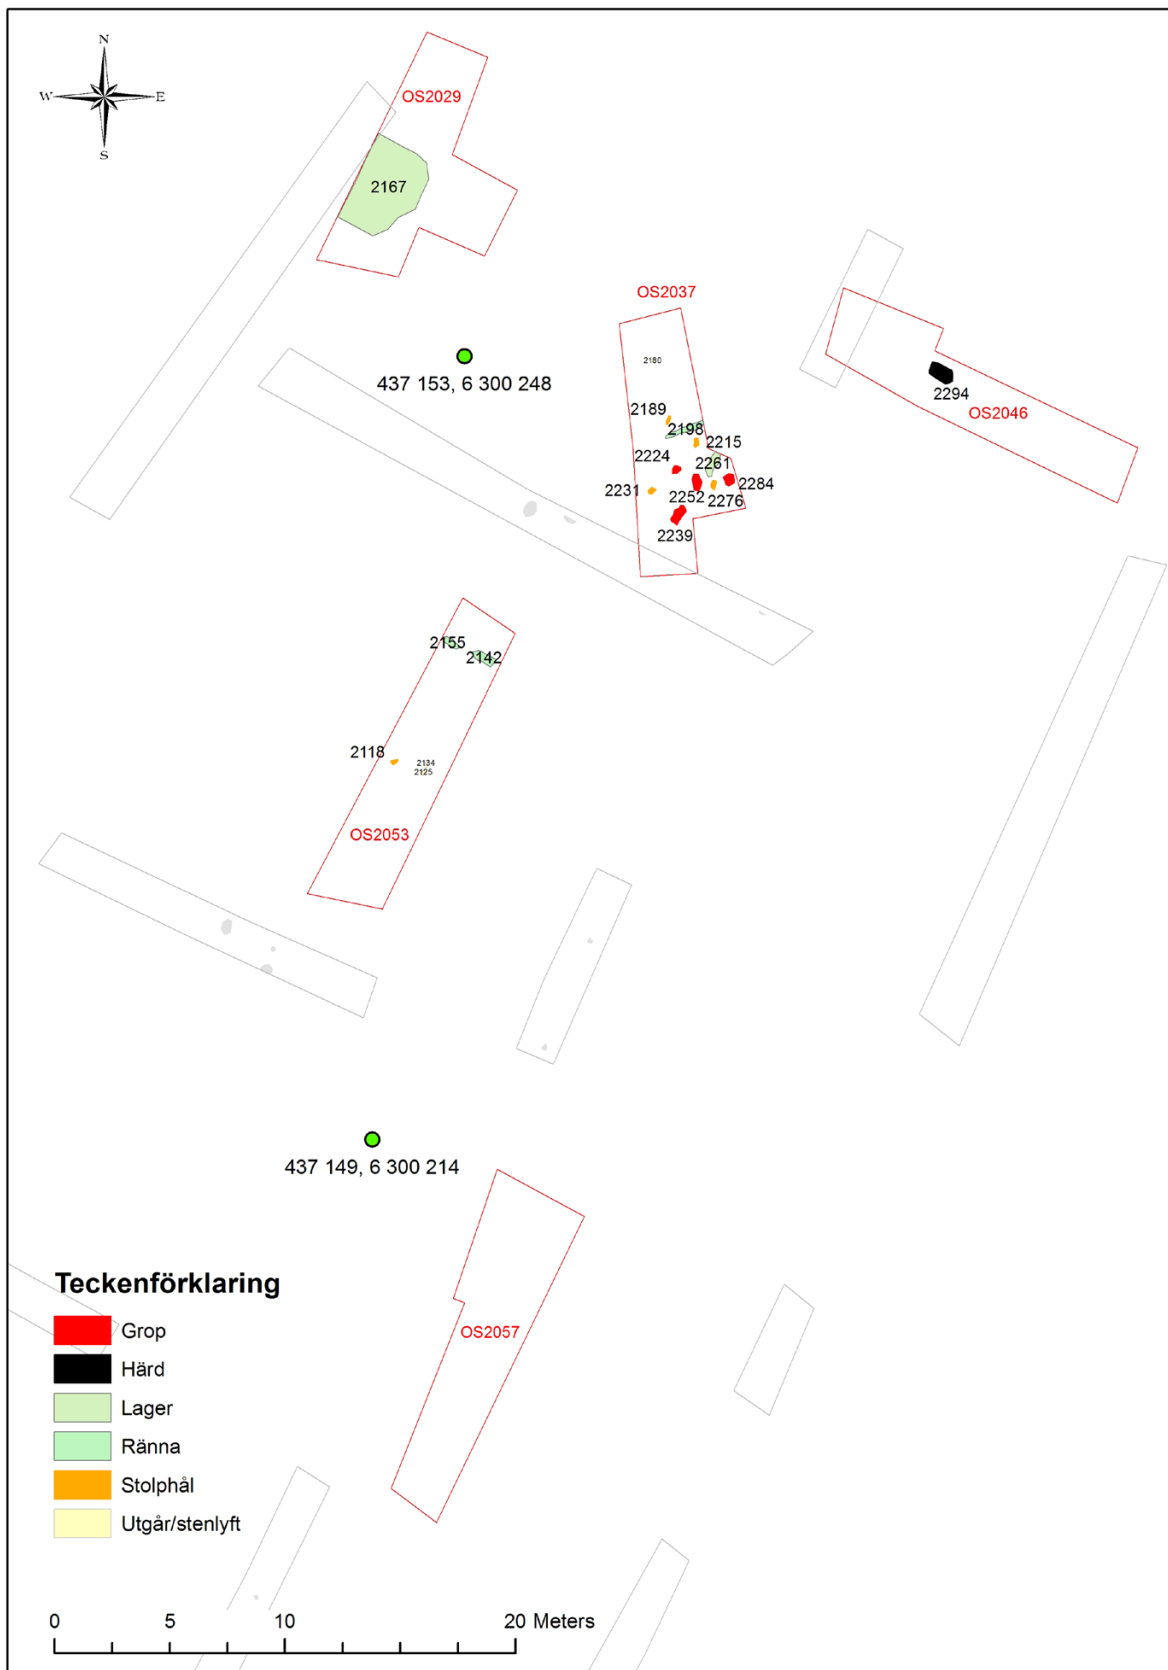 N
W E
S
OS2029
2167
OS2037
2180
437 153, 6 300 248
2189
2198
2215
2224
2261
2231
2252
2276
2284
2239
2294
OS2046
2155
2142
2118
2134
2125
OS2053
437 149, 6 300 214
OS2057
Teckenförklaring
Grop
Härd
Lager
Ränna
Stolphål
Utgår/stenlyft
0 5 10 20 Meters